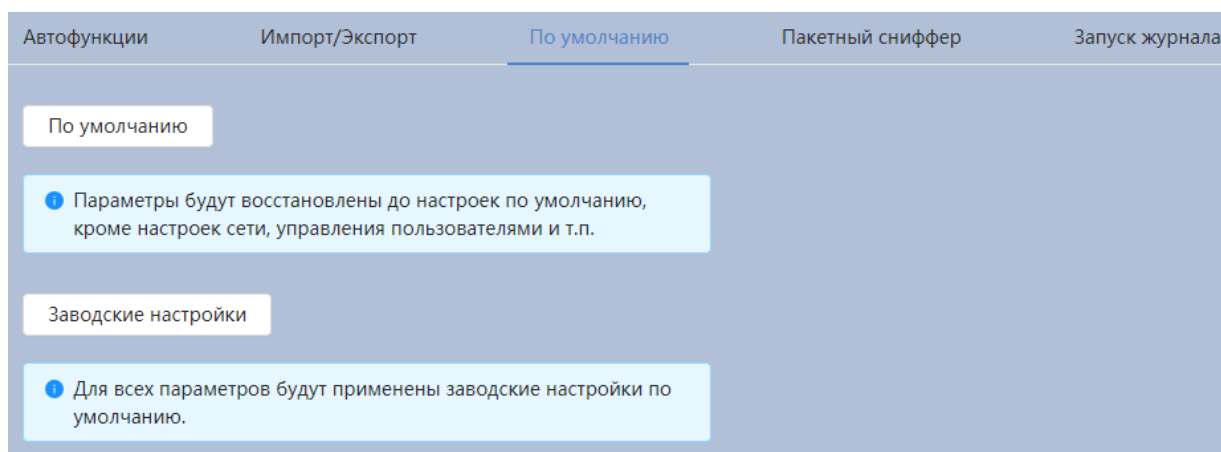 Автофункции Импорт/Экспорт По умолчанию Пакетный сниффер Запуск журнала
По умолчанию
Параметры будут восстановлены до настроек по умолчанию,
кроме настроек сети, управления пользователями и т.п.
Заводские настройки
Для всех параметров будут применены заводские настройки по
умолчанию.